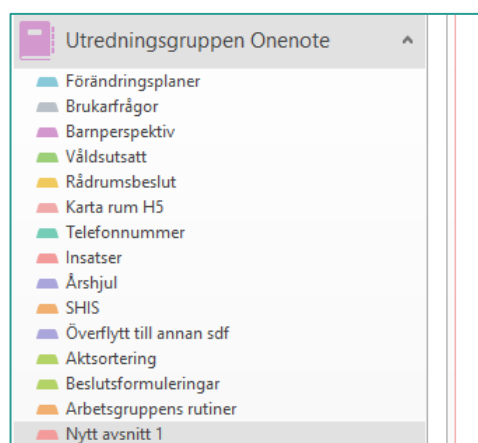 Utredningsgruppen Onenote
Förändringsplaner
Brukarfrågor
Barnperspektiv
Våldsutsatt
Rådrumsbeslut
Karta rum H5
Telefonnummer
Insatser
Årshjul
SHIS
Överflytt till annan sdf
Aktsortering
Beslutsformuleringar
Arbetsgruppens rutiner
Nytt avsnitt 1